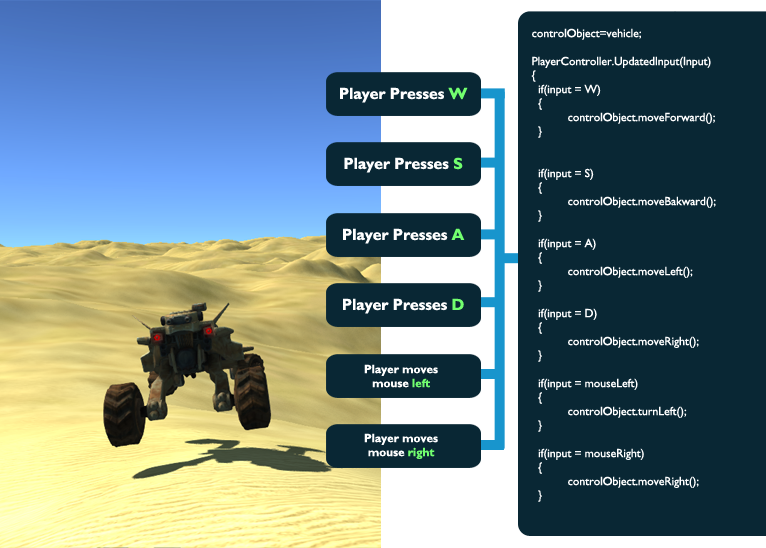 Player Presses W
Player Presses S
Player Presses A
Player Presses D
Player moves
mouse left
Player moves
mouse right
controlObject=vehicle;
PlayerController.UpdatedInput(Input)
{
if(input = W)
{
controlObject.moveForward();
}
if(input = S)
{
controlObject.moveBakward();
}
if(input = A)
{
controlObject.moveLeft();
}
if(input = D)
{
controlObject.moveRight();
}
if(input = mouseLeft)
{
controlObject.turnLeft();
}
if(input = mouseRight)
{
controlObject.moveRight();
}